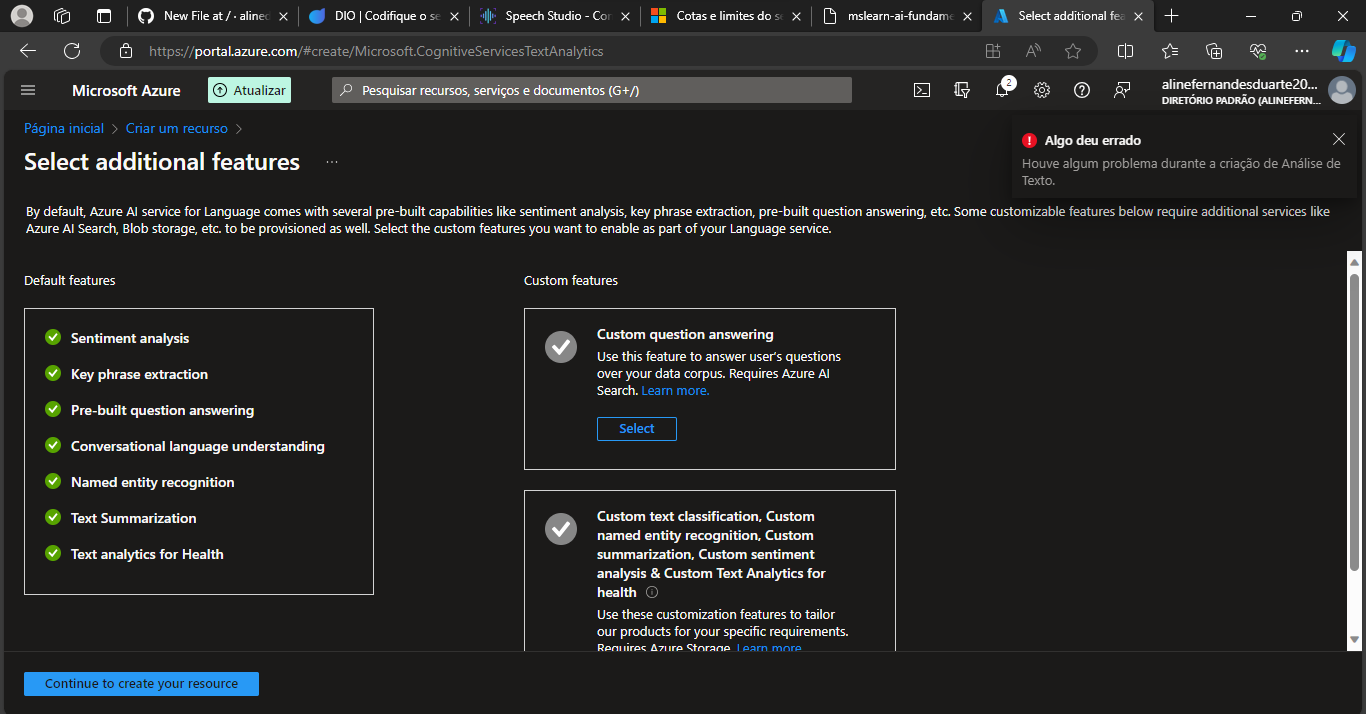 New File at / · alinec
DIO | Codifique o se
Speech Studio - Cor
Cotas e limites do se
mslearn-ai-fundame
Select additional fea
https://portal.azure.com/#create/Microsoft.CognitiveServicesTextAnalytics
Microsoft Azure
Atualizar
Pesquisar recursos, serviços e documentos (G+/)
2
alinefernandesduarte20...
DIRETÓRIO PADRÃO (ALINEFERN...
Página inicial > Criar um recurso >
Select additional features ...
Algo deu errado
Houve algum problema durante a criação de Análise de
Texto.
By default, Azure AI service for Language comes with several pre-built capabilities like sentiment analysis, key phrase extraction, pre-built question answering, etc. Some customizable features below require additional services like
Azure AI Search, Blob storage, etc. to be provisioned as well. Select the custom features you want to enable as part of your Language service.
Default features
Sentiment analysis
Key phrase extraction
Pre-built question answering
Conversational language understanding
Named entity recognition
Text Summarization
Text analytics for Health
Custom features
Custom question answering
Use this feature to answer user's questions
over your data corpus. Requires Azure AI
Search. Learn more.
Select
Custom text classification, Custom
named entity recognition, Custom
summarization, Custom sentiment
analysis & Custom Text Analytics for
health
Use these customization features to tailor
our products for your specific requirements.
Requires Azure Storage. Learn more
Continue to create your resource